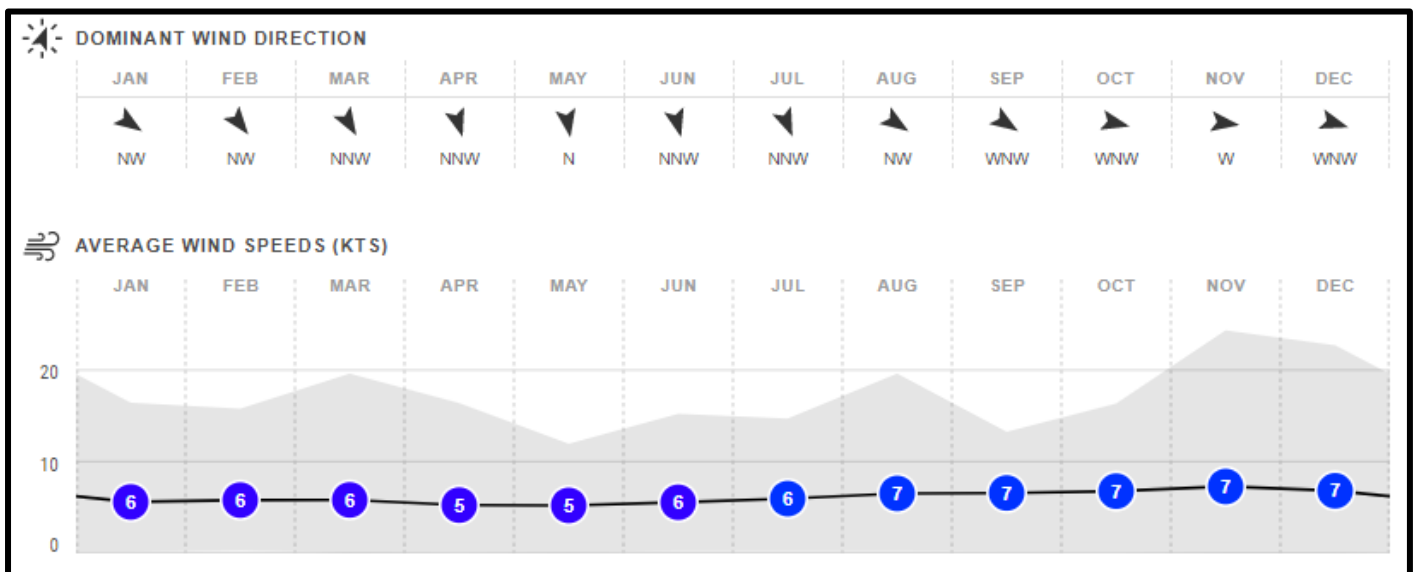 DOMINANT WIND DIRECTION
JAN FEB MAR APR MAY JUN JUL AUG SEP OCT NOV DEC
NW NW NNW NNW N NNW NNW NW WNW WNW W WNW
AVERAGE WIND SPEEDS (KTS)
JAN FEB MAR APR MAY JUN JUL AUG SEP OCT NOV DEC
20
10
6 6 6 5 5 6 6 7 7 7 7 7
0